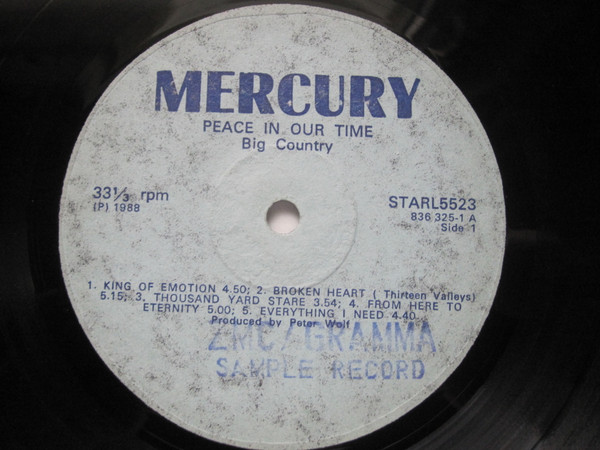 MERCURY
PEACE IN OUR TIME
Big Country
33⅓ rpm
(P) 1988
STARL5523
836 325-1 A
Side 1
1. KING OF EMOTION 4.50; 2. BROKEN HEART ( Thirteen Valleys)
5.15; 3. THOUSAND YARD STARE 3.54; 4. FROM HERE TO
ETERNITY 5.00; 5. EVERYTHING I NEED 4.40.
Produced by Peter Wolf
ZMC/GRAMMA
SAMPLE RECORD